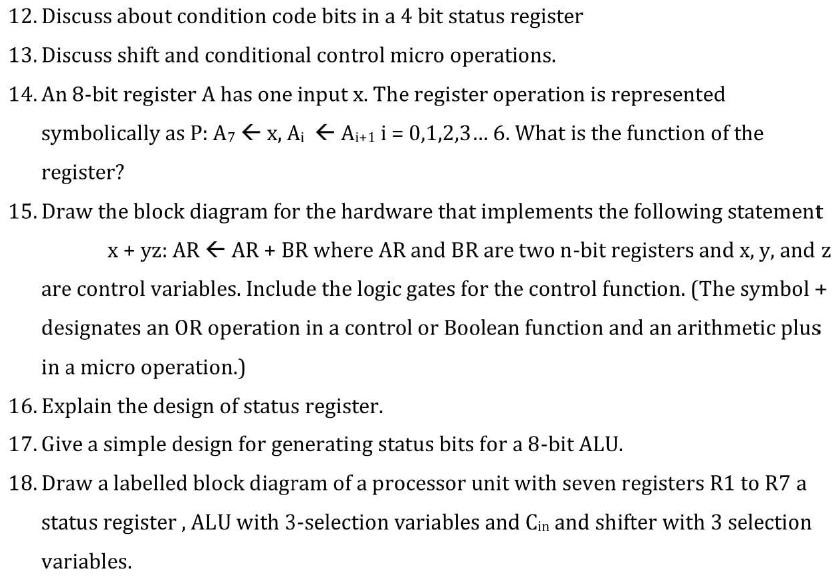 12. Discuss about condition code bits in a 4 bit status register
13. Discuss shift and conditional control micro operations.
14. An 8-bit register A has one input x. The register operation is represented
symbolically as P: A₇ ← x, Aᵢ ← Aᵢ₊₁ i = 0,1,2,3... 6. What is the function of the
register?
15. Draw the block diagram for the hardware that implements the following statement
x + yz: AR ← AR + BR where AR and BR are two n-bit registers and x, y, and z
are control variables. Include the logic gates for the control function. (The symbol +
designates an OR operation in a control or Boolean function and an arithmetic plus
in a micro operation.)
16. Explain the design of status register.
17. Give a simple design for generating status bits for a 8-bit ALU.
18. Draw a labelled block diagram of a processor unit with seven registers R1 to R7 a
status register , ALU with 3-selection variables and Cᵢₙ and shifter with 3 selection
variables.